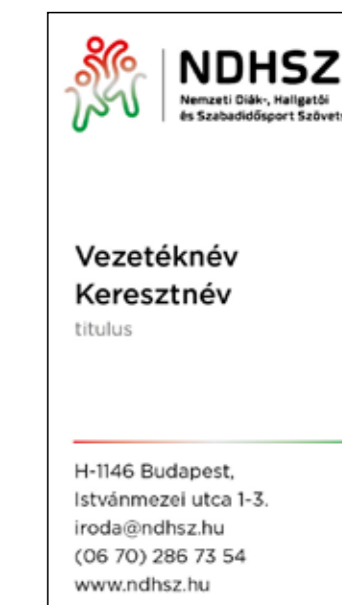 NDHSZ
Nemzeti Diák-, Hallgatói
és Szabadidősport Szövets
Vezetéknév
Keresztnév
titulus
H-1146 Budapest,
Istvánmezei utca 1-3.
iroda@ndhsz.hu
(06 70) 286 73 54
www.ndhsz.hu